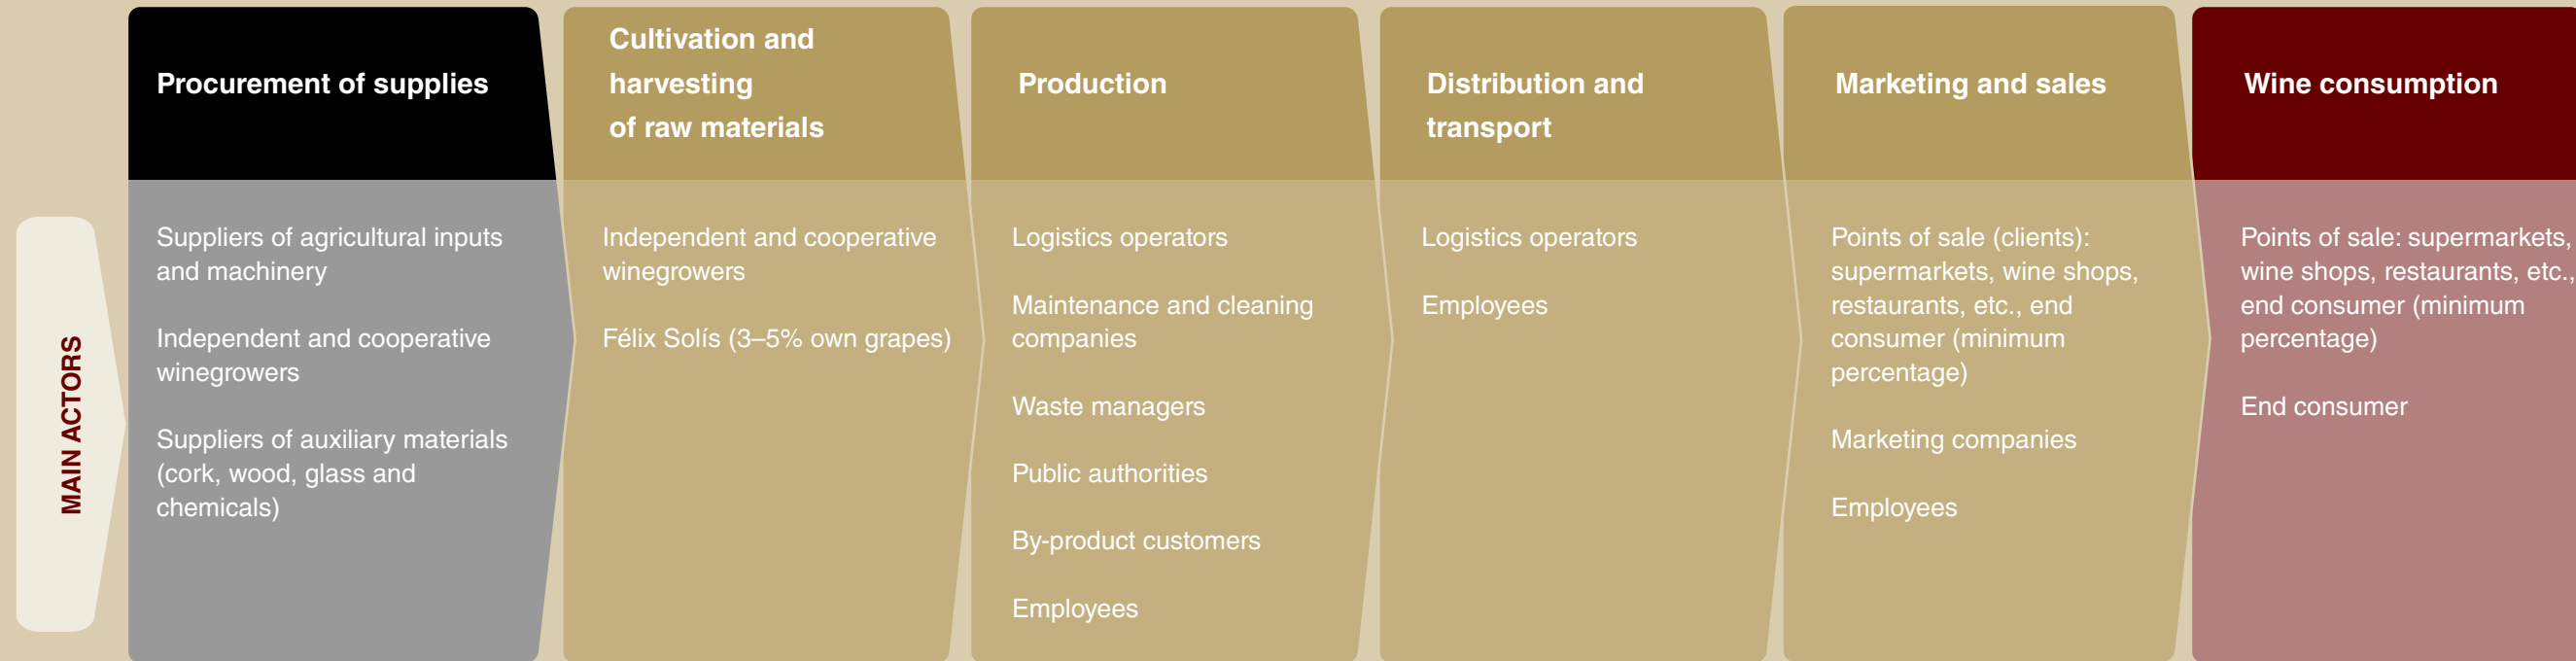 Procurement of supplies
Cultivation and
harvesting
of raw materials
Production
Distribution and
transport
Marketing and sales
Wine consumption
MAIN ACTORS
Suppliers of agricultural inputs
and machinery
Independent and cooperative
winegrowers
Suppliers of auxiliary materials
(cork, wood, glass and
chemicals)
Independent and cooperative
winegrowers
Félix Solís (3–5% own grapes)
Logistics operators
Maintenance and cleaning
companies
Waste managers
Public authorities
By-product customers
Employees
Logistics operators
Employees
Points of sale (clients):
supermarkets, wine shops,
restaurants, etc., end
consumer (minimum
percentage)
Marketing companies
Employees
Points of sale: supermarkets,
wine shops, restaurants, etc.,
end consumer (minimum
percentage)
End consumer